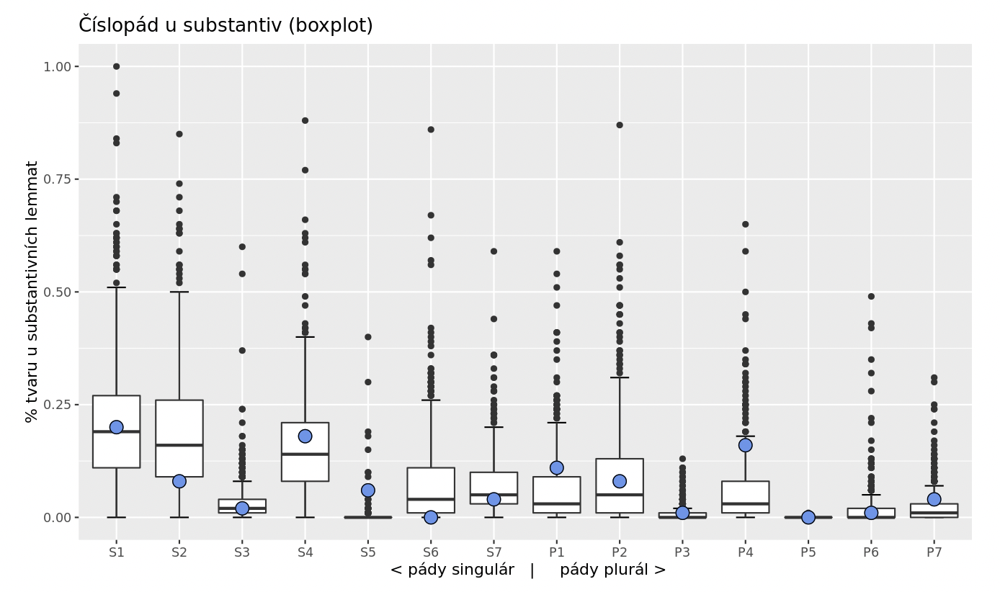 Číslopád u substantiv (boxplot)
% tvaru u substantivních lemmat
1.00
0.75
0.50
0.25
0.00
S1 S2 S3 S4 S5 S6 S7 P1 P2 P3 P4 P5 P6 P7
< pády singulár | pády plurál >